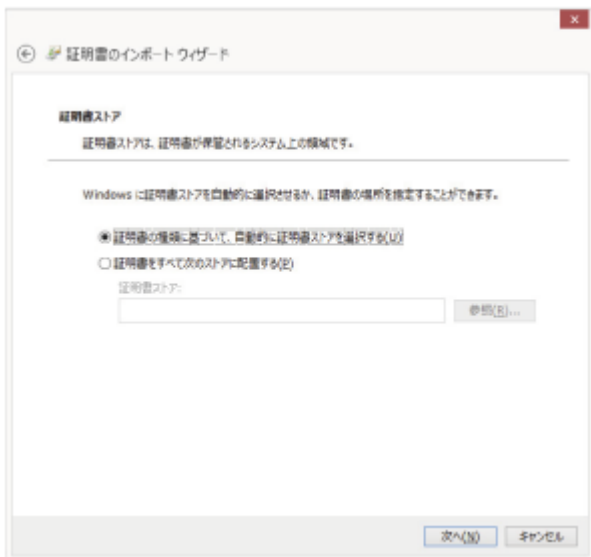 証明書のインポート ウィザード
証明書ストア
証明書ストアは、証明書が保管されるシステム上の領域です。
Windows に証明書ストアを自動的に選択させるか、証明書の場所を指定することができます。
証明書の種類に基づいて、自動的に証明書ストアを選択する(U)
証明書をすべて次のストアに配置する(P)
証明書ストア:
参照(R)...
次へ(N) キャンセル